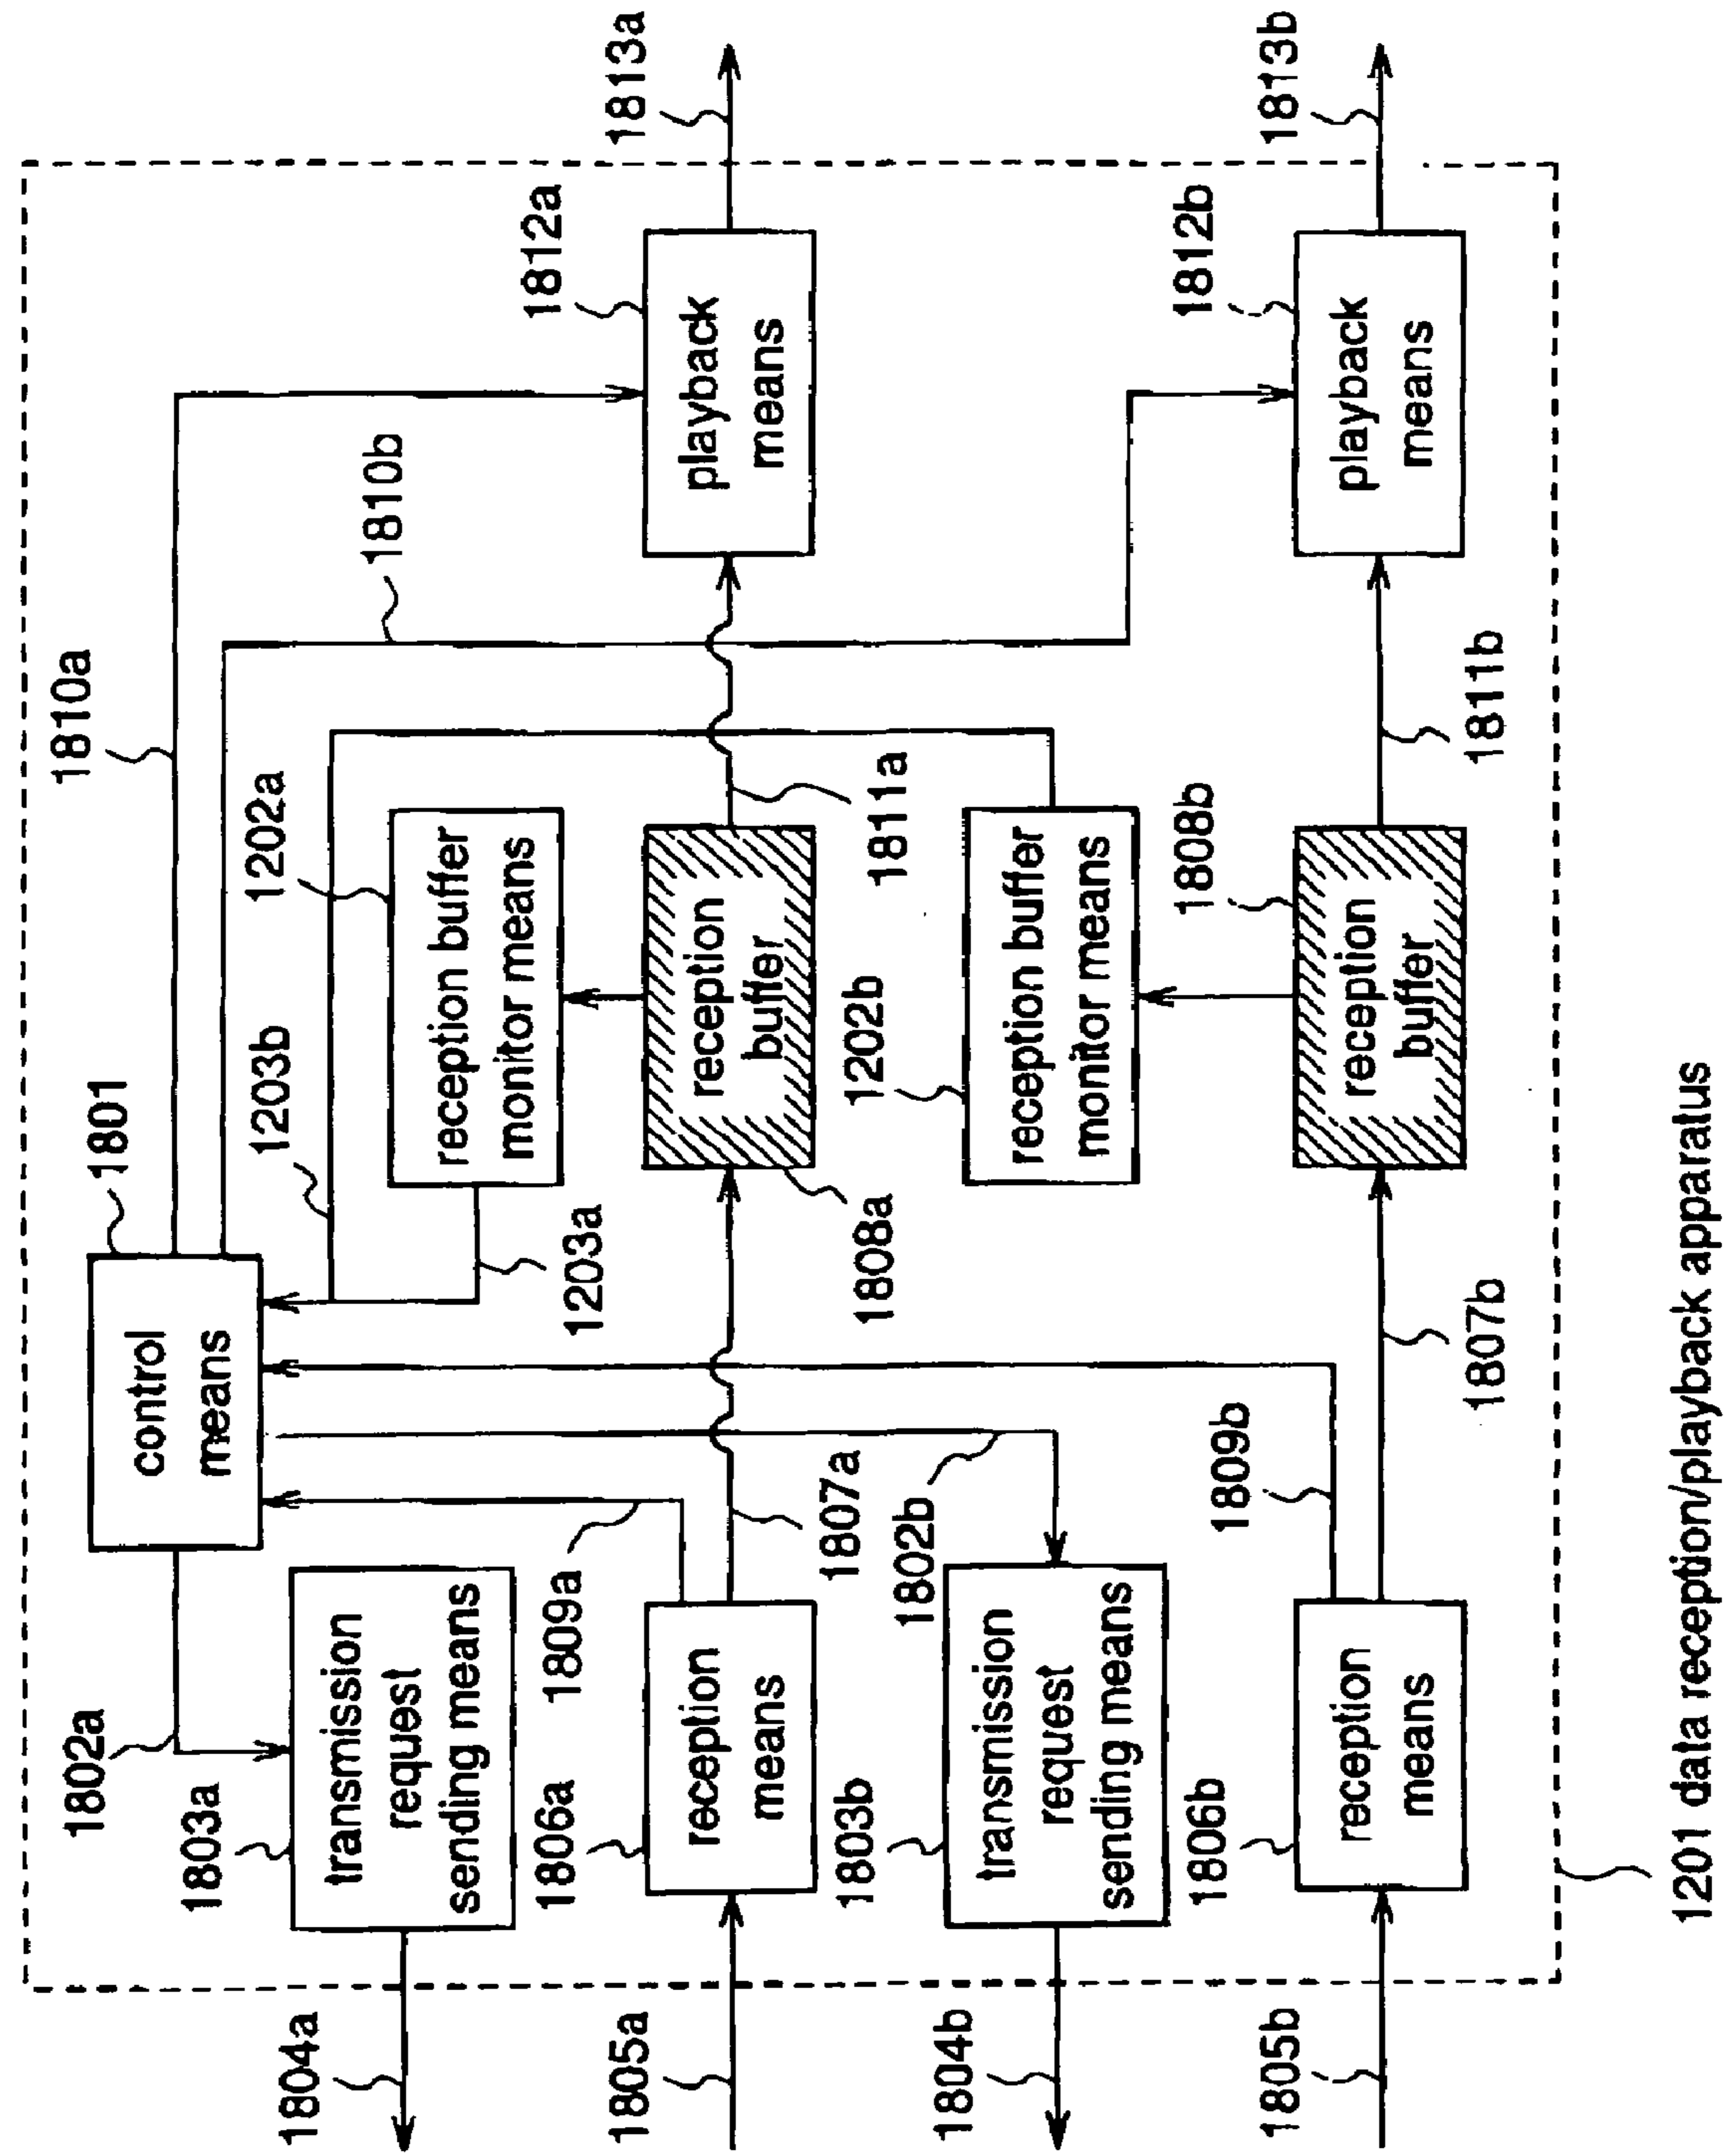 1810a
1801
control
means
1802a
1803a
transmission
request
sending means
1804a
1203b
1202a
reception buffer
monitor means
1203a
1810b
1812a
playback
means
1813a
1809a
1806a
reception
means
1805a
1807a
1808a
reception
buffer
1811a
1802b
1803b
transmission
request
sending means
1804b
1202b
reception buffer
monitor means
1809b
1806b
reception
means
1805b
1807b
1808b
reception
buffer
1811b
1812b
playback
means
1813b
1201 data reception/playback apparatus